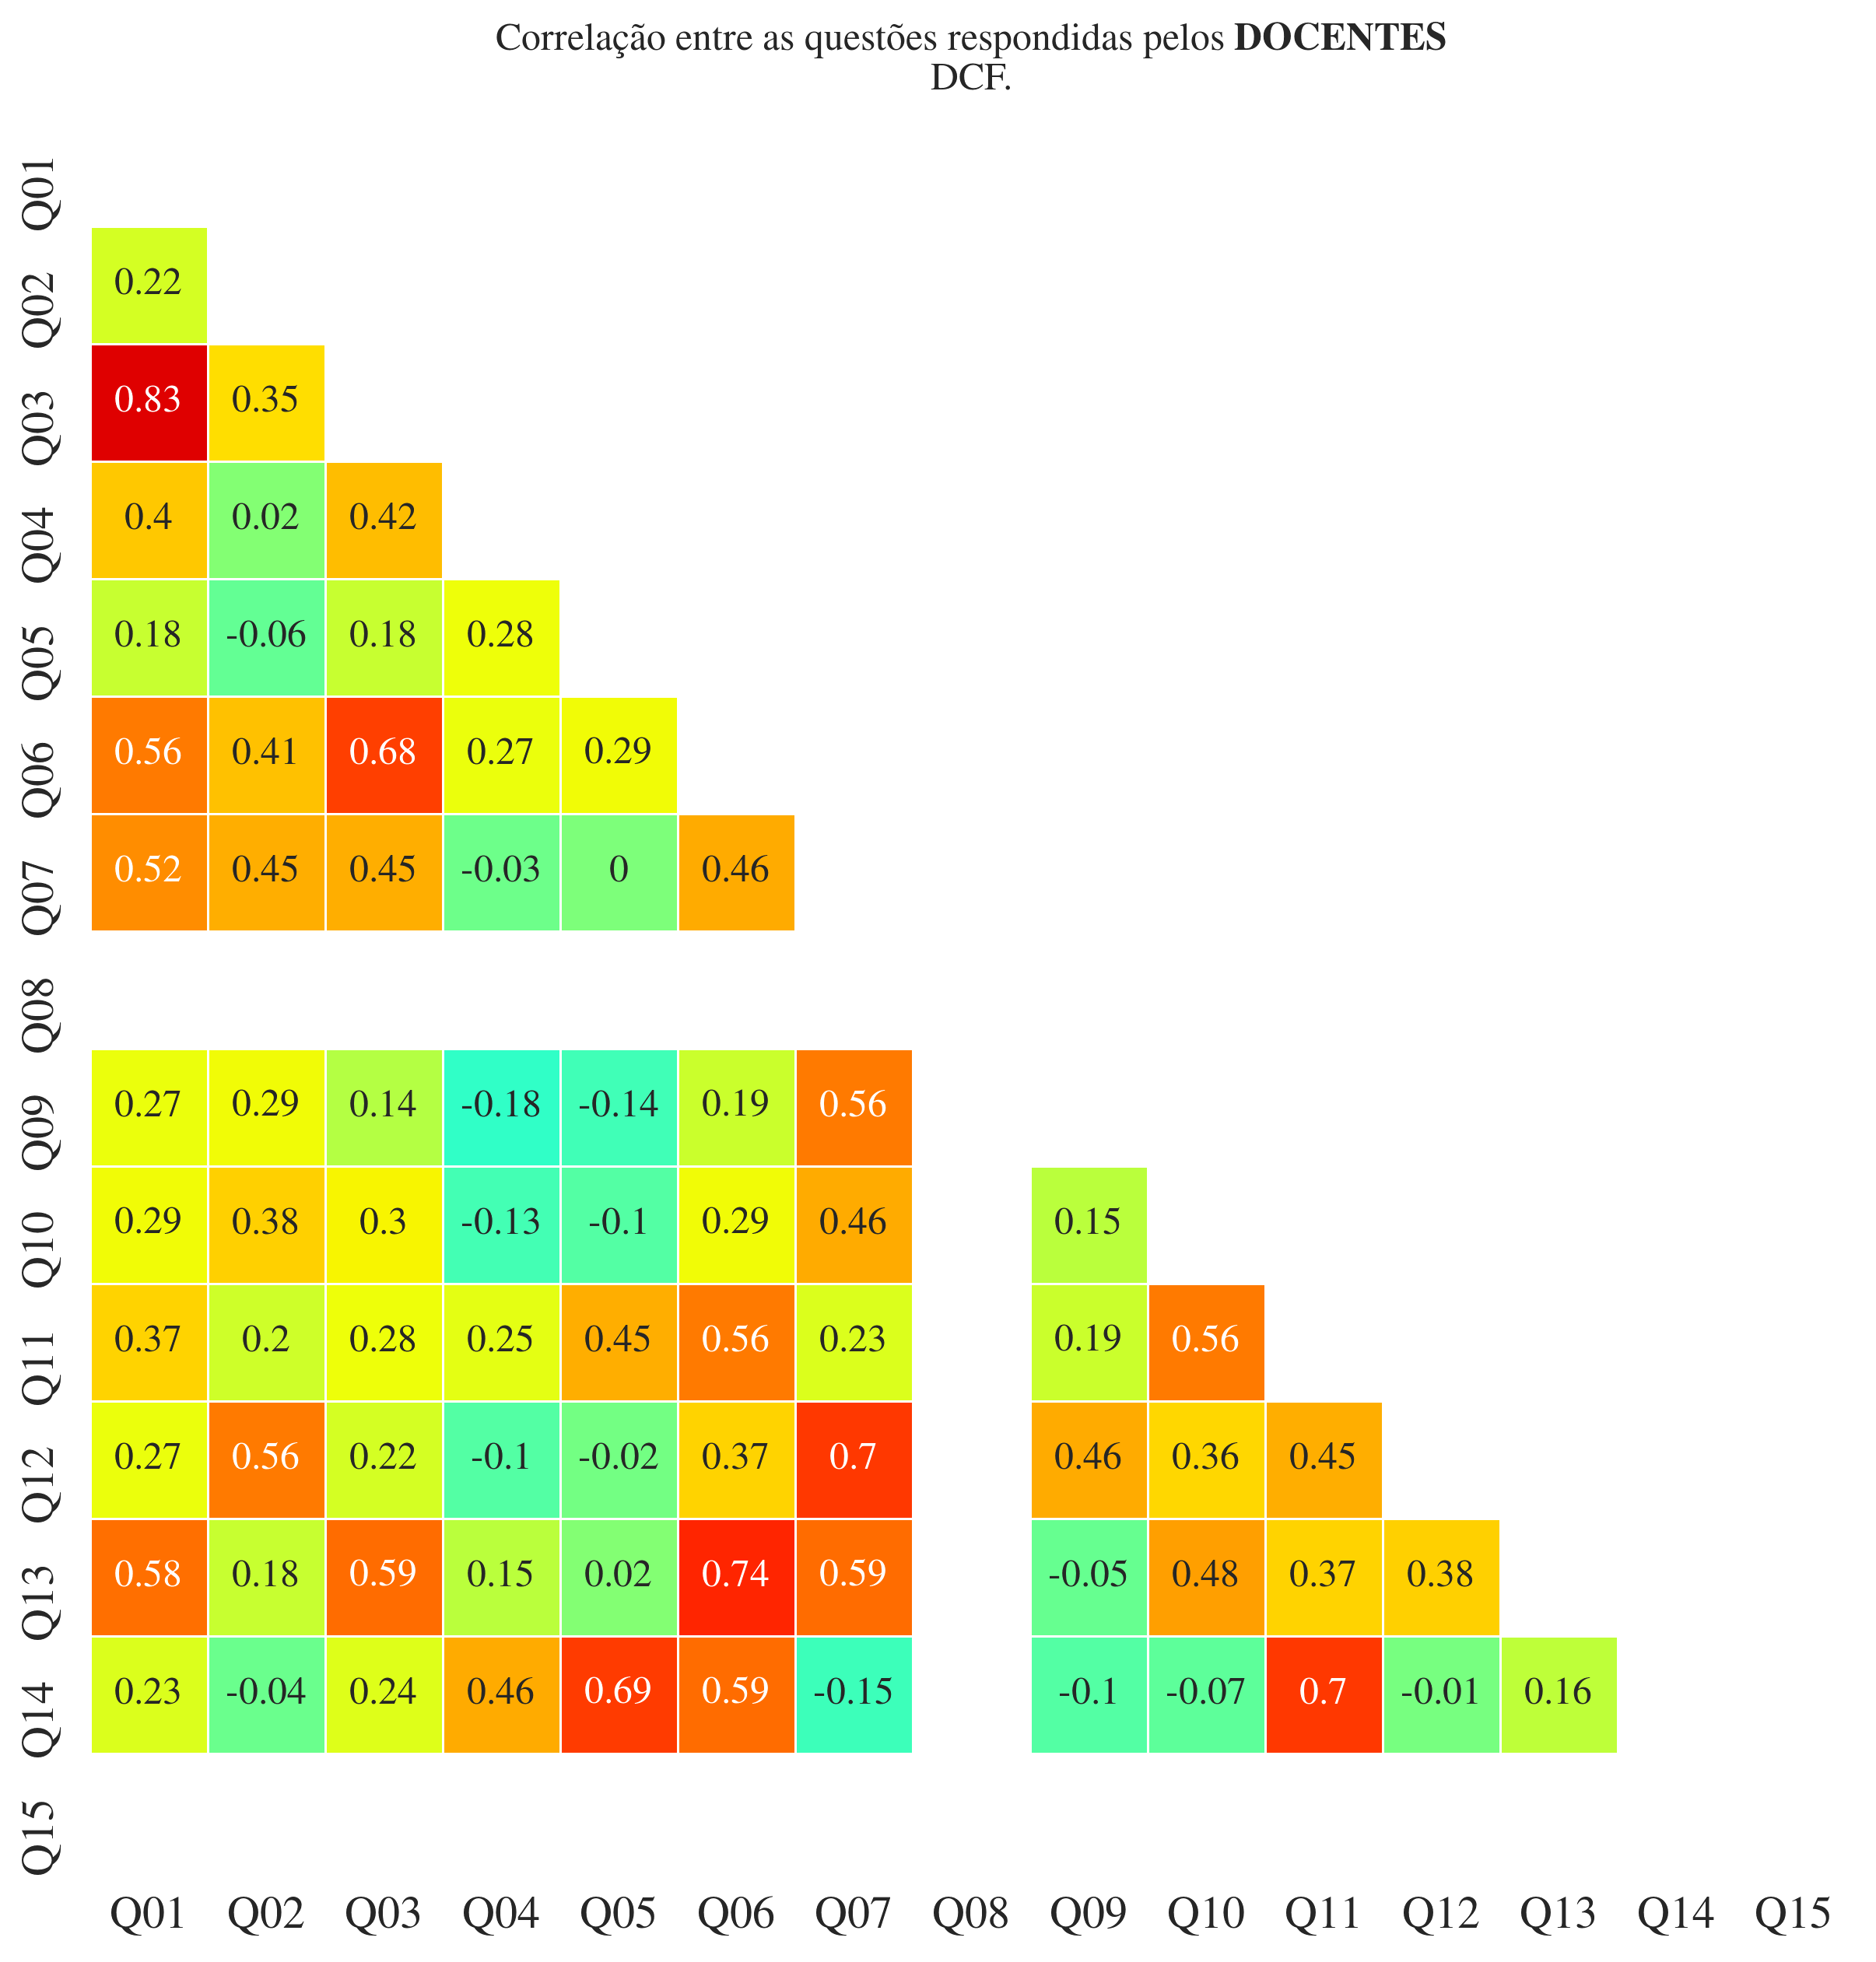 Correlação entre as questões respondidas pelos DOCENTES
DCF.
Q01
Q02 0.22
Q03 0.83 0.35
Q04 0.4 0.02 0.42
Q05 0.18 -0.06 0.18 0.28
Q06 0.56 0.41 0.68 0.27 0.29
Q07 0.52 0.45 0.45 -0.03 0 0.46
Q08
Q09 0.27 0.29 0.14 -0.18 -0.14 0.19 0.56
Q10 0.29 0.38 0.3 -0.13 -0.1 0.29 0.46 0.15
Q11 0.37 0.2 0.28 0.25 0.45 0.56 0.23 0.19 0.56
Q12 0.27 0.56 0.22 -0.1 -0.02 0.37 0.7 0.46 0.36 0.45
Q13 0.58 0.18 0.59 0.15 0.02 0.74 0.59 -0.05 0.48 0.37 0.38
Q14 0.23 -0.04 0.24 0.46 0.69 0.59 -0.15 -0.1 -0.07 0.7 -0.01 0.16
Q15
Q01 Q02 Q03 Q04 Q05 Q06 Q07 Q08 Q09 Q10 Q11 Q12 Q13 Q14 Q15